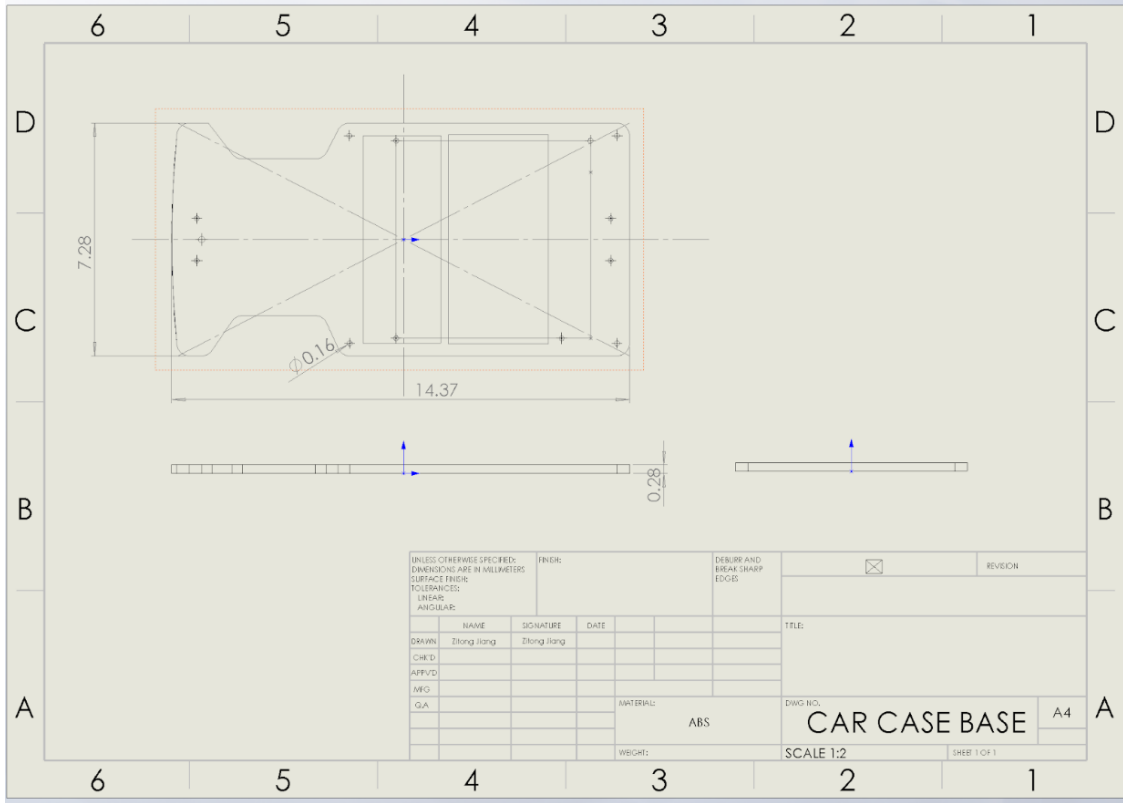 6 5 4 3 2 1
D D
7.28
C C
Ø0.16
14.37
0.28
B B
UNLESS OTHERWISE SPECIFIED:
DIMENSIONS ARE IN MILLIMETERS
SURFACE FINISH:
TOLERANCES:
LINEAR:
ANGULAR:
FINISH:
DEBURR AND
BREAK SHARP
EDGES
REVISION
NAME SIGNATURE DATE
TITLE:
DRAWN Zitong Jiang Zitong Jiang
CHK'D
APPV'D
MFG
Q.A
MATERIAL:
ABS
DWG NO.
CAR CASE BASE
A4
A A
WEIGHT:
SCALE 1:2
SHEET 1 OF 1
6 5 4 3 2 1